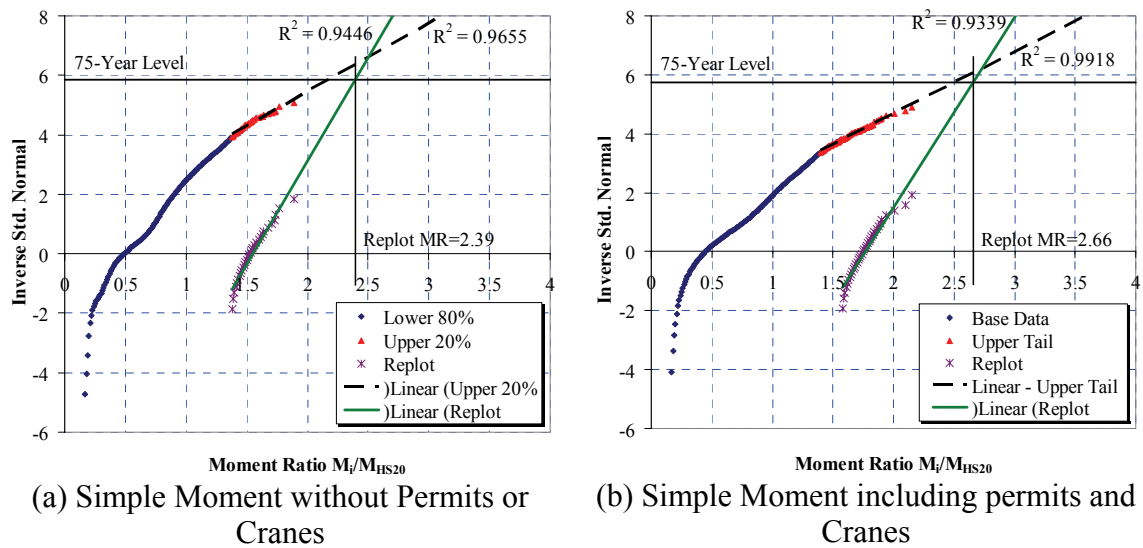 R² = 0.9446
R² = 0.9655
75-Year Level
Inverse Std. Normal
8
6
4
2
0
-2
-4
-6
0 0.5 1 1.5 2 2.5 3 3.5 4
Replot MR=2.39
Lower 80%
Upper 20%
Replot
)Linear (Upper 20%
)Linear (Replot
Moment Ratio Mi/MHS20
(a) Simple Moment without Permits or
Cranes
R² = 0.9339
R² = 0.9918
75-Year Level
Inverse Std. Normal
8
6
4
2
0
-2
-4
-6
0 0.5 1 1.5 2 2.5 3 3.5 4
Replot MR=2.66
Base Data
Upper Tail
Replot
Linear - Upper Tail
)Linear (Replot
Moment Ratio Mi/MHS20
(b) Simple Moment including permits and
Cranes